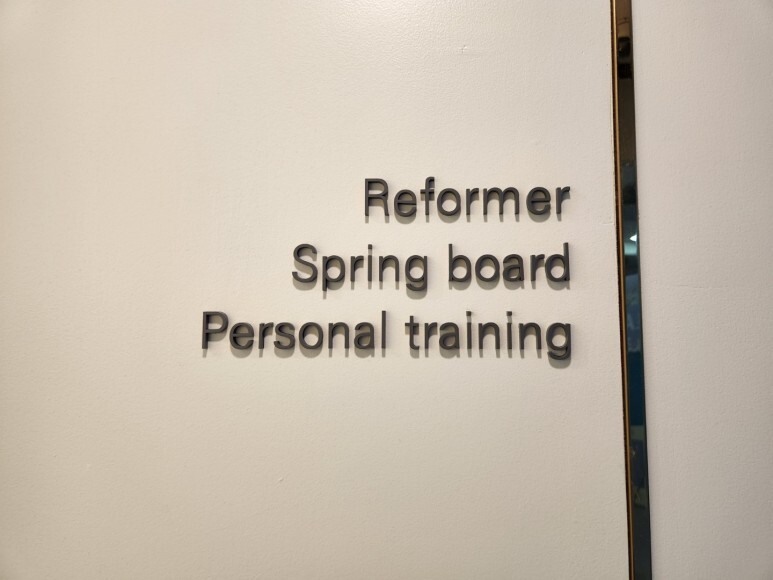 Reformer
Spring board
Personal training